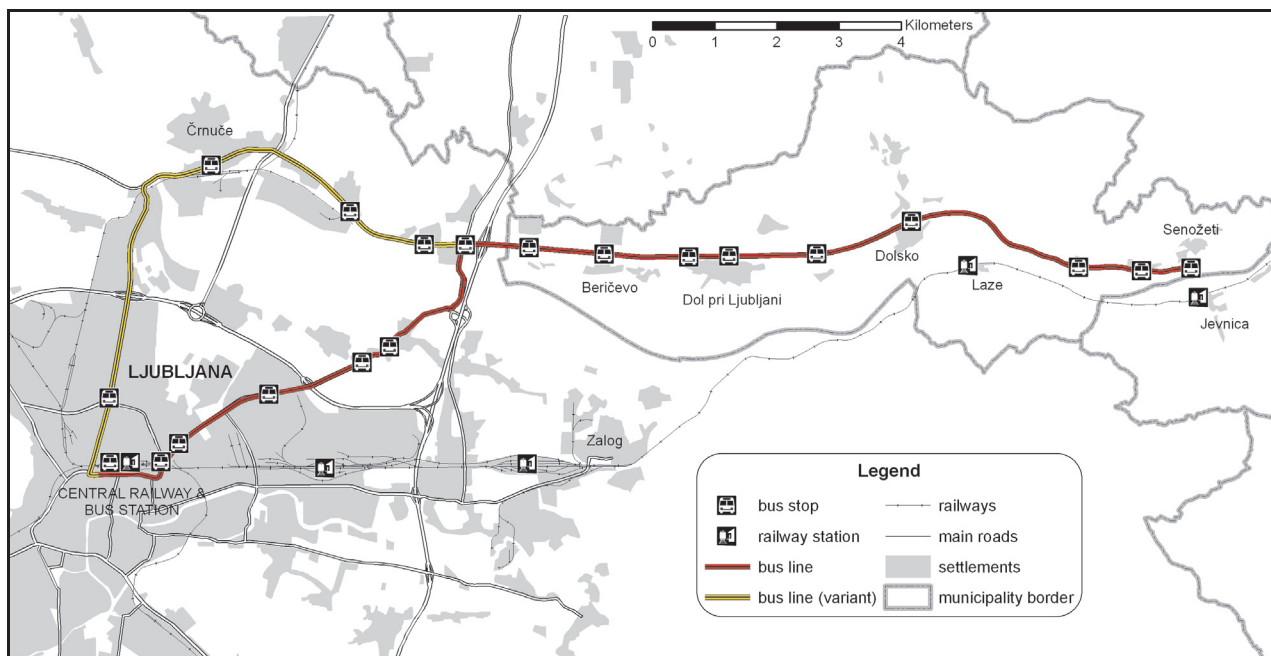 Kilometers
0 1 2 3 4
Črnuče
Senožeti
Dolsko
Beričevo
Laze
Dol pri Ljubljani
Jevnica
LJUBLJANA
Zalog
CENTRAL RAILWAY &
BUS STATION
Legend
bus stop
railways
railway station
main roads
bus line
settlements
bus line (variant)
municipality border